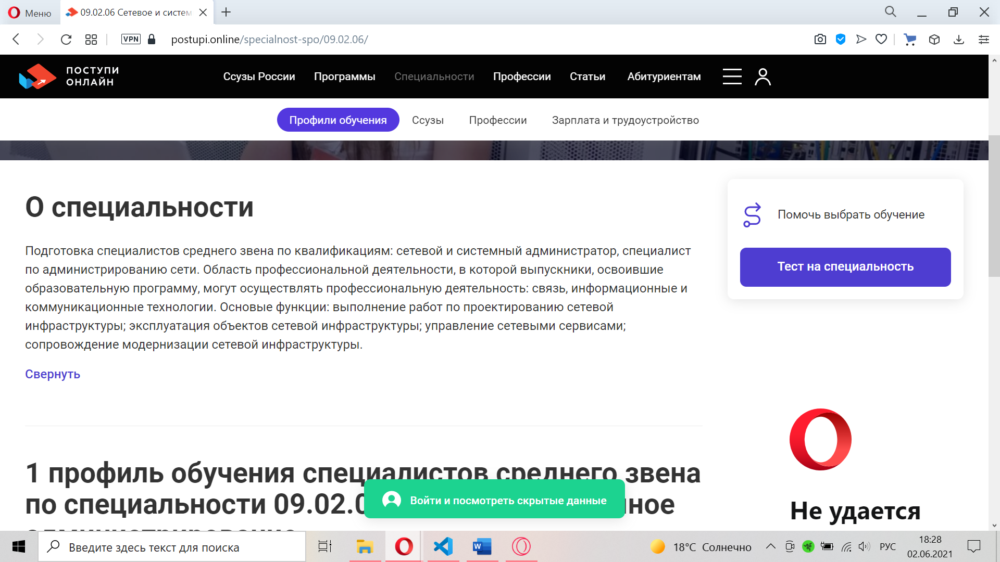 Меню
09.02.06 Сетевое и систем
VPN
postupi.online/specialnost-spo/09.02.06/
ПОСТУПИ
ОНЛАЙН
Ссузы России Программы Специальности Профессии Статьи Абитуриентам
Профили обучения Ссузы Профессии Зарплата и трудоустройство
О специальности
Подготовка специалистов среднего звена по квалификациям: сетевой и системный администратор, специалист
по администрированию сети. Область профессиональной деятельности, в которой выпускники, освоившие
образовательную программу, могут осуществлять профессиональную деятельность: связь, информационные и
коммуникационные технологии. Основые функции: выполнение работ по проектированию сетевой
инфраструктуры; эксплуатация объектов сетевой инфраструктуры; управление сетевыми сервисами;
сопровождение модернизации сетевой инфраструктуры.
Свернуть
Помочь выбрать обучение
Тест на специальность
1 профиль обучения специалистов среднего звена
по специальности 09.02.0
Войти и посмотреть скрытые данные
Не удается
Введите здесь текст для поиска
W
18°C Солнечно
РУС
18:28
02.06.2021